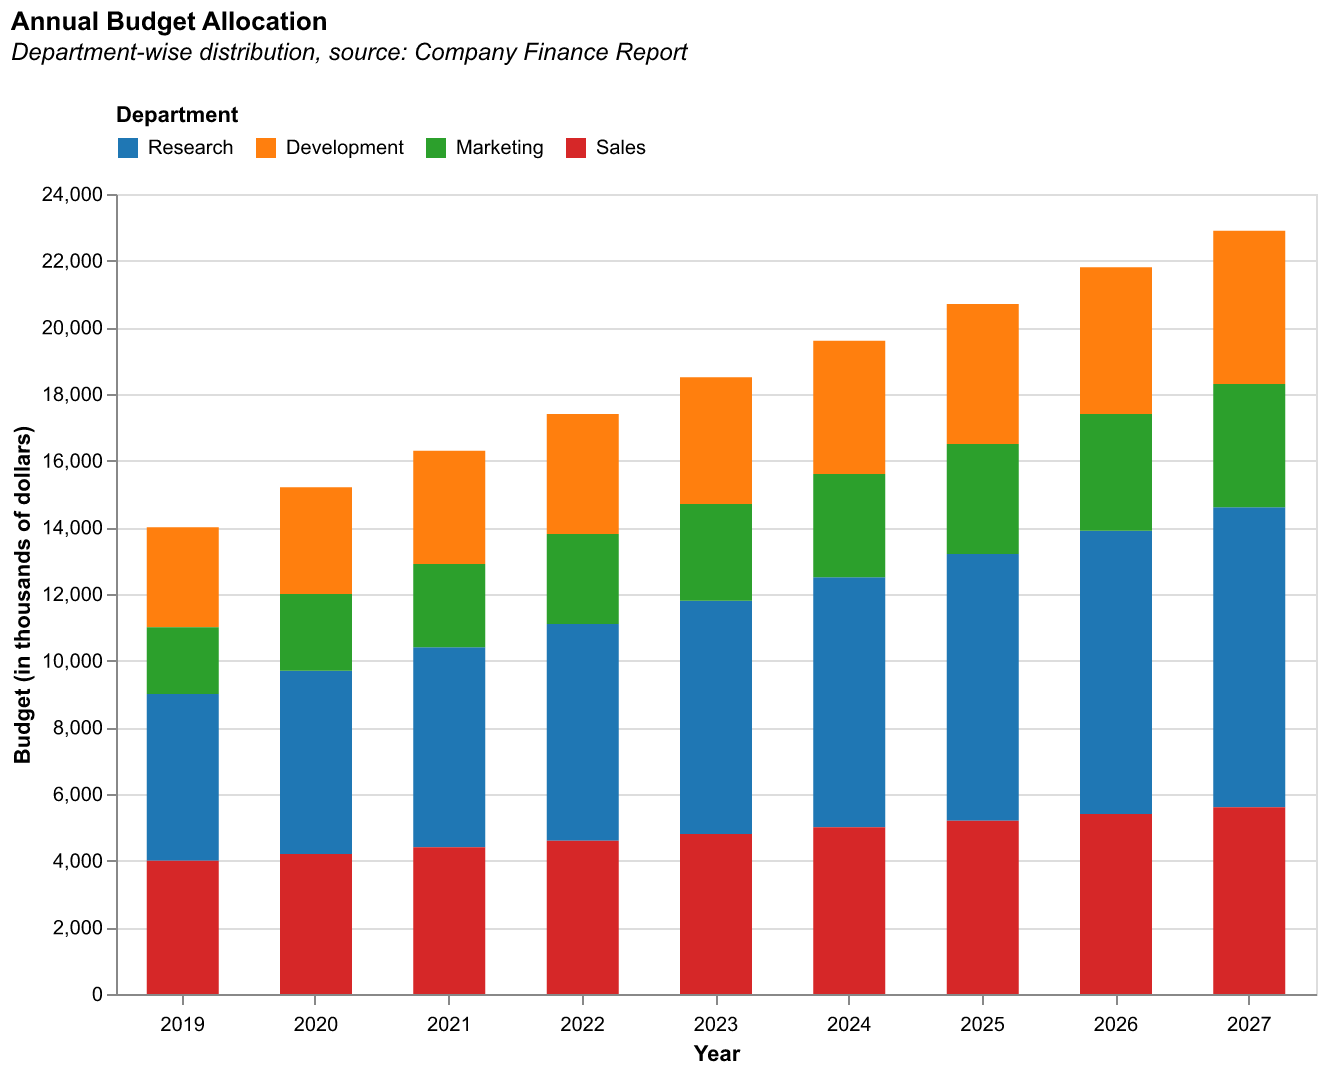 Annual Budget Allocation
Department-wise distribution, source: Company Finance Report
Department
Research Development Marketing Sales
24,000
22,000
20,000
18,000
16,000
14,000
12,000
10,000
8,000
6,000
4,000
2,000
0
Budget (in thousands of dollars)
2019 2020 2021 2022 2023 2024 2025 2026 2027
Year